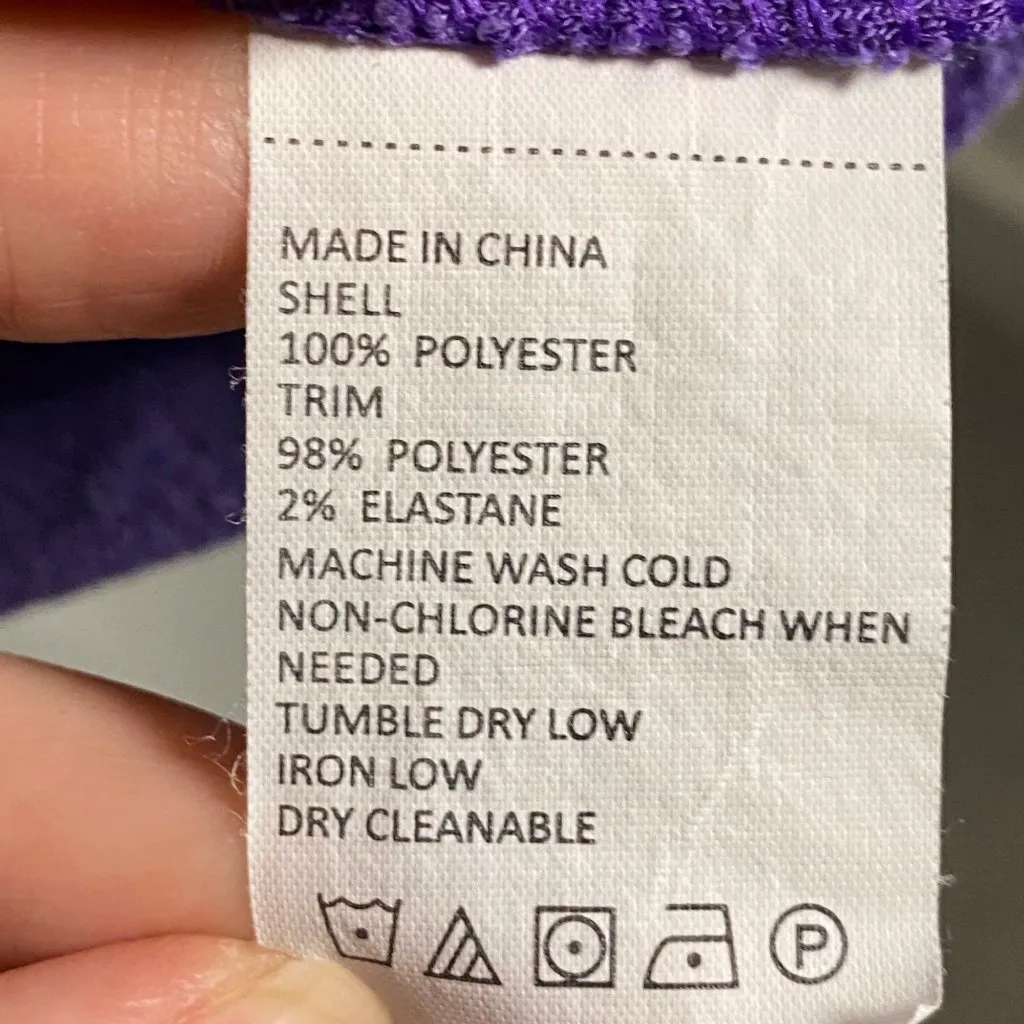 MADE IN CHINA
SHELL
100% POLYESTER
TRIM
98% POLYESTER
2% ELASTANE
MACHINE WASH COLD
NON-CHLORINE BLEACH WHEN
NEEDED
TUMBLE DRY LOW
IRON LOW
DRY CLEANABLE
P